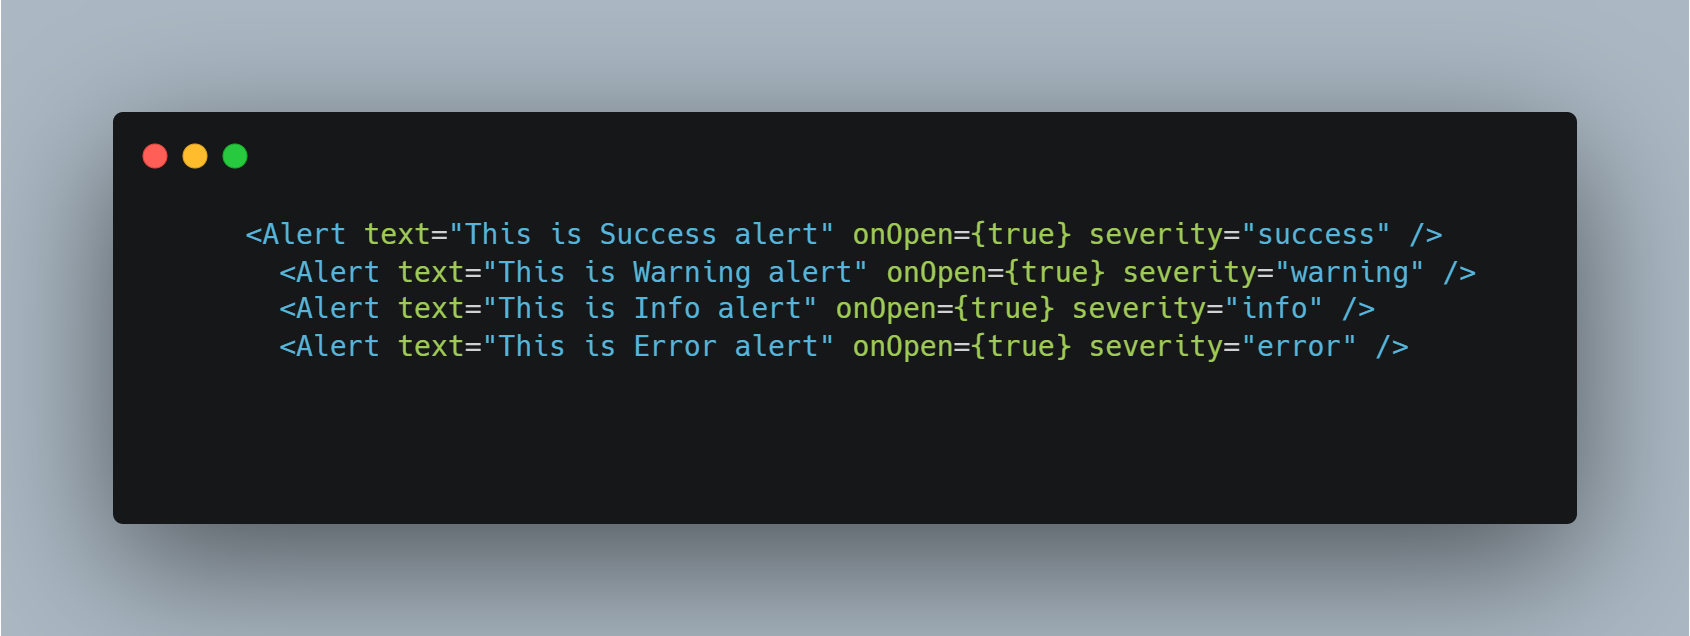 <Alert text="This is Success alert" onOpen={true} severity="success" />
<Alert text="This is Warning alert" onOpen={true} severity="warning" />
<Alert text="This is Info alert" onOpen={true} severity="info" />
<Alert text="This is Error alert" onOpen={true} severity="error" />